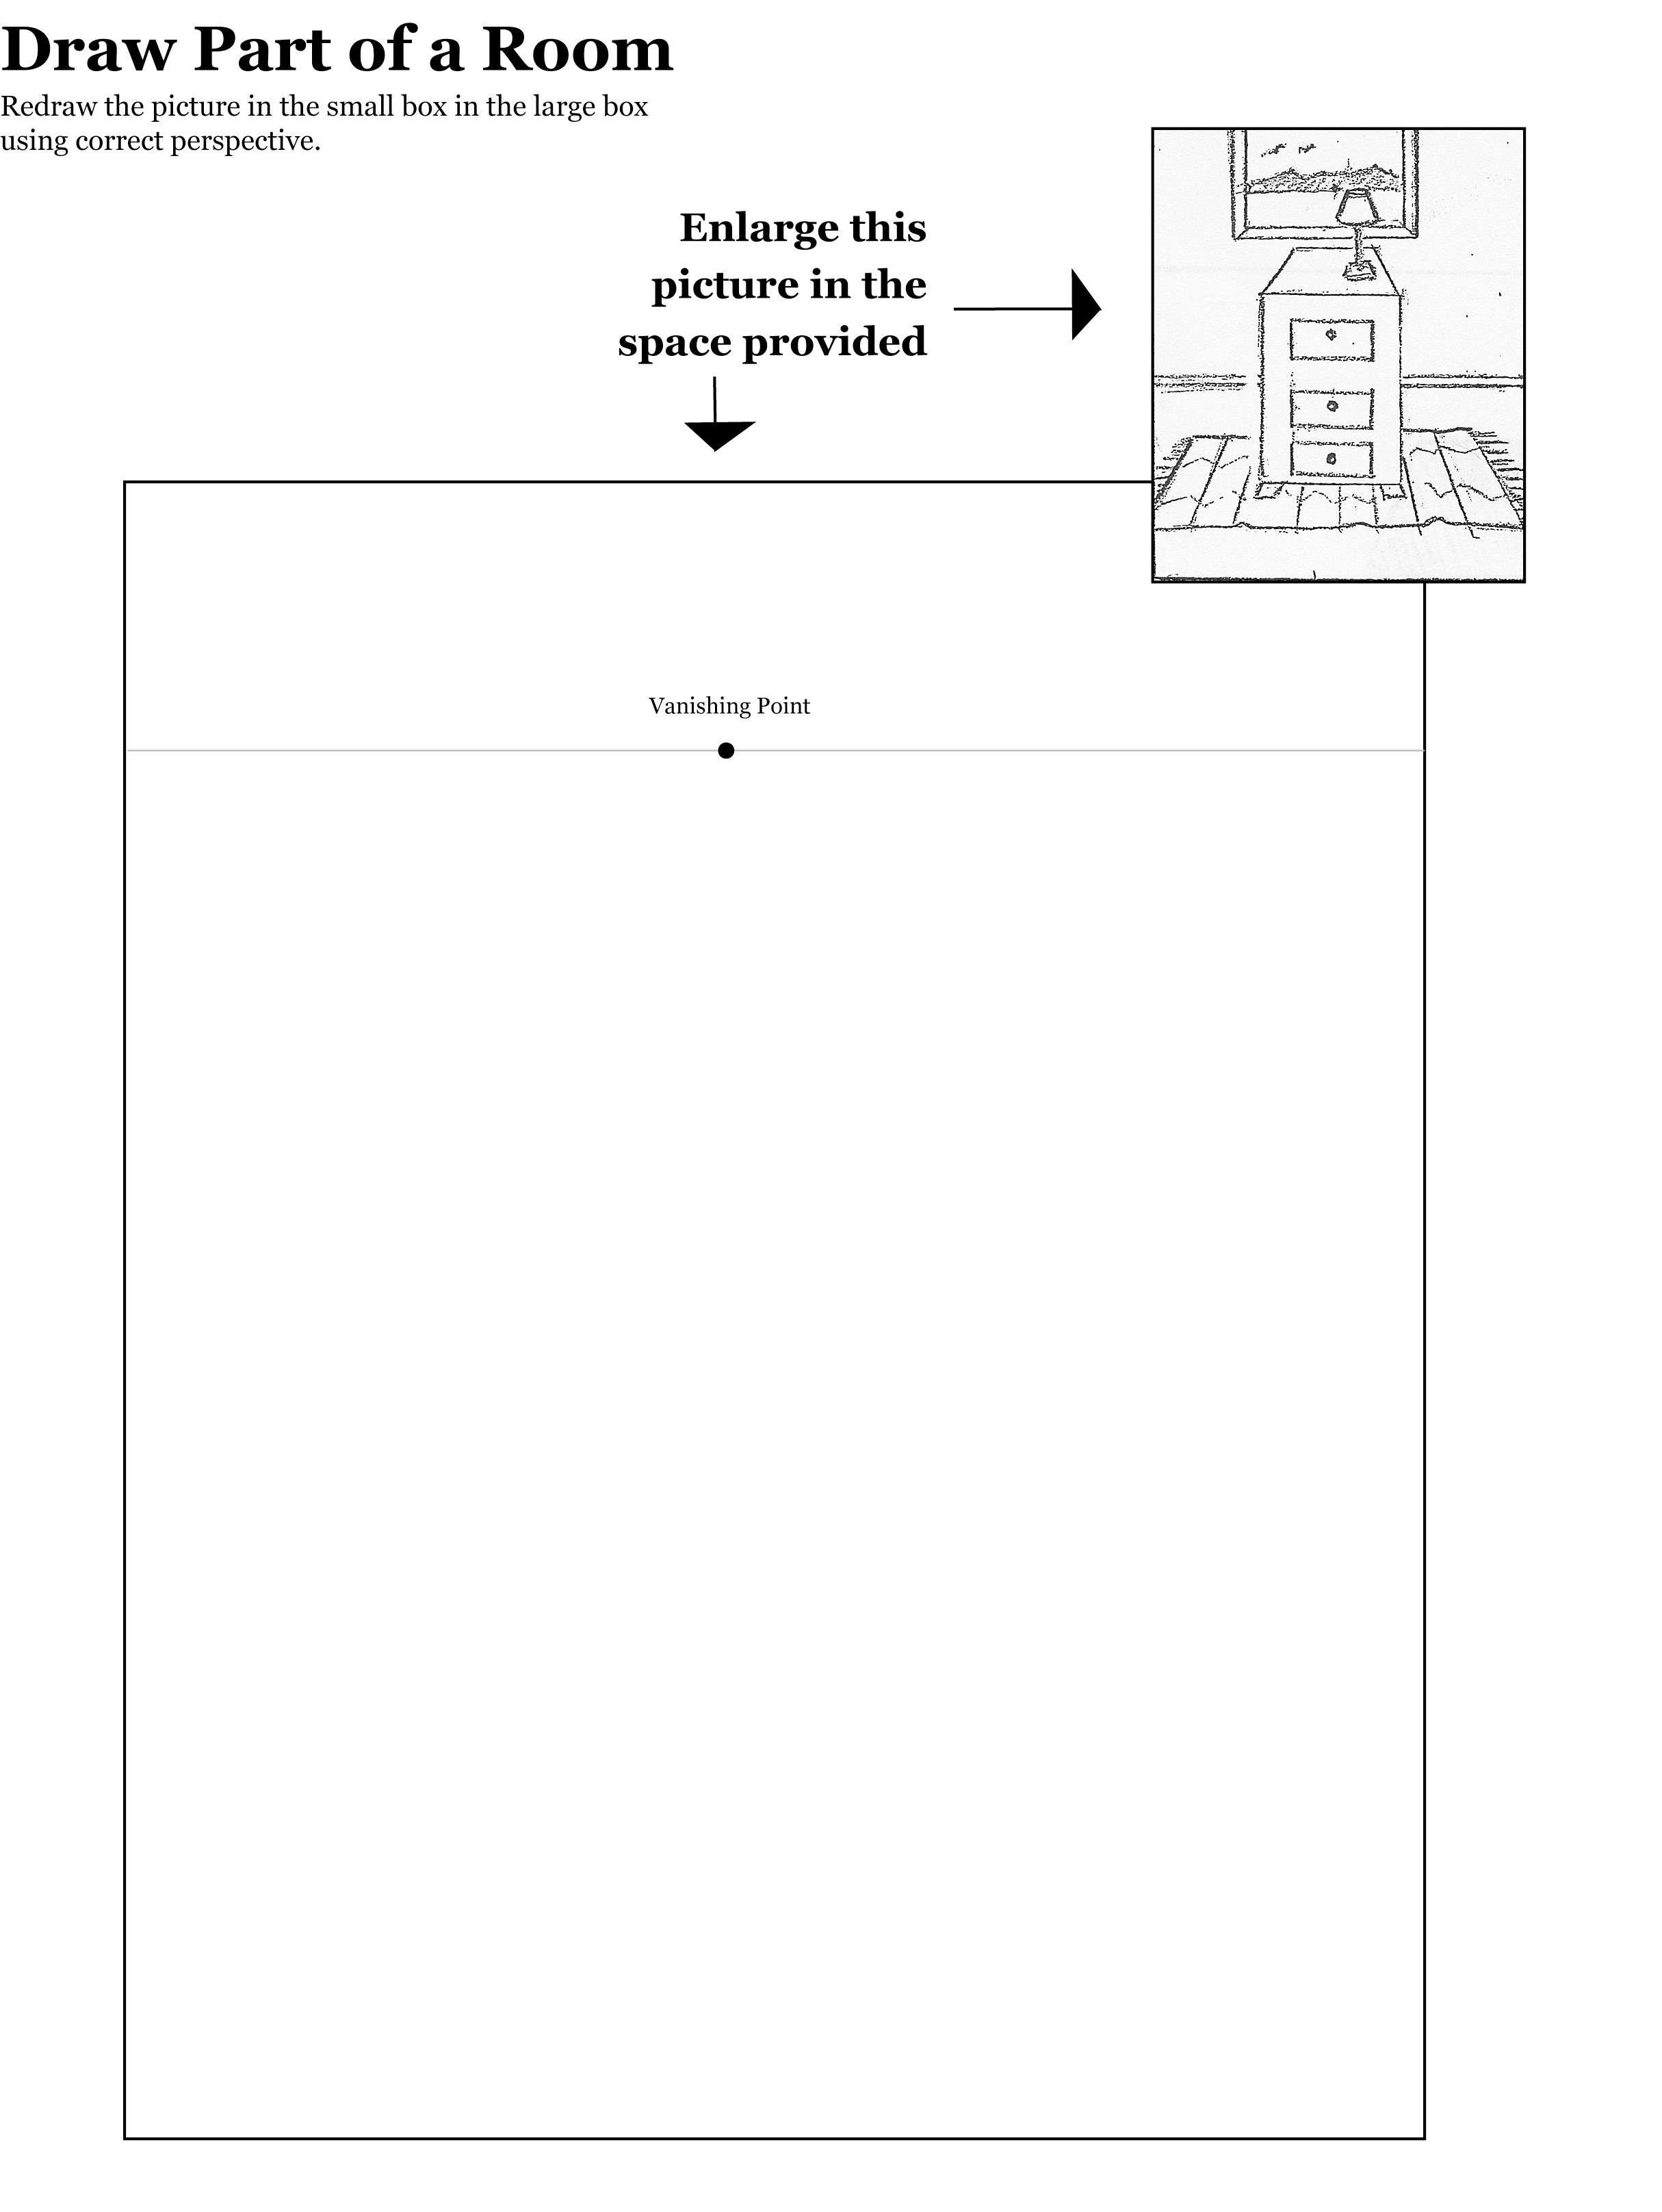 Draw Part of a Room
Redraw the picture in the small box in the large box
using correct perspective.
Enlarge this
picture in the
space provided
Vanishing Point